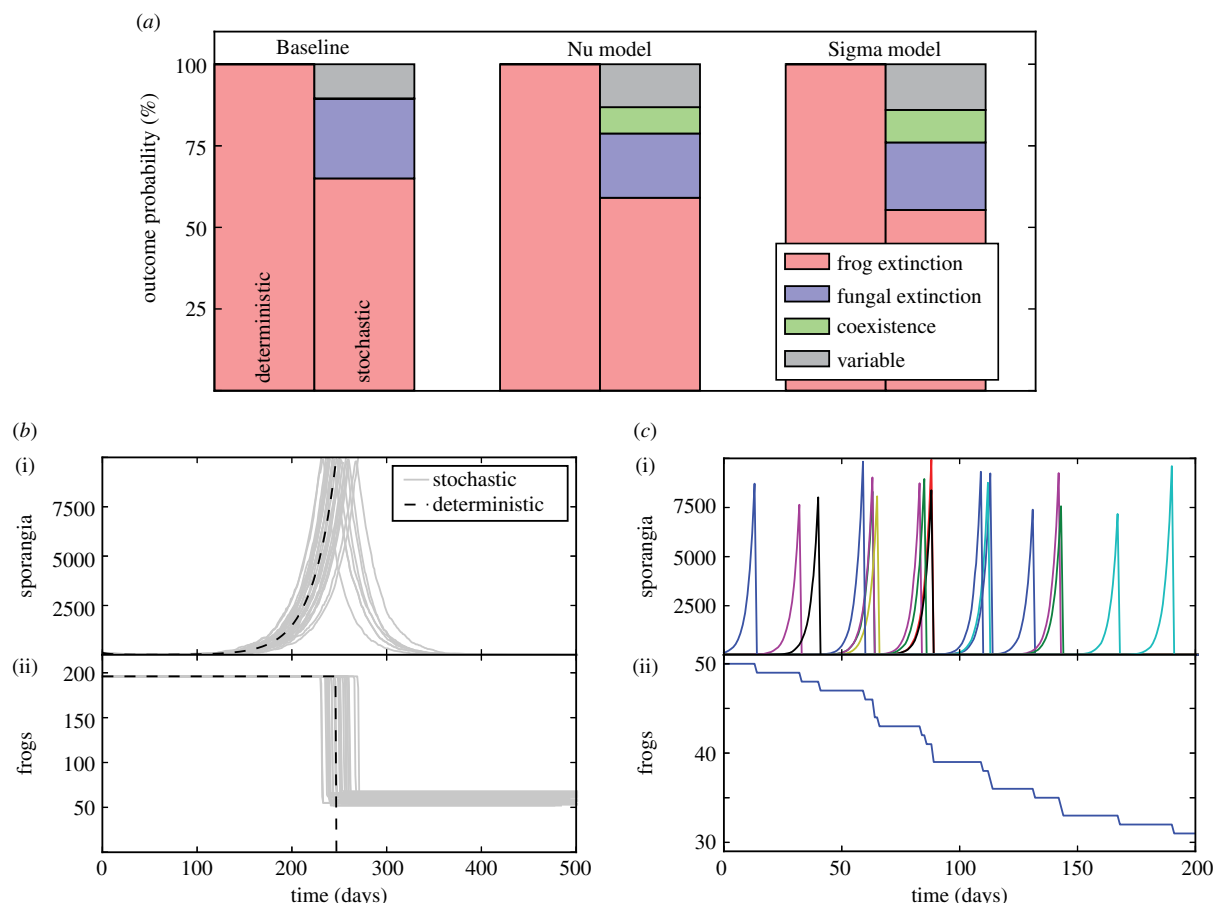 (a)
Baseline
Nu model
Sigma model
100
75
50
25
outcome probability (%)
deterministic
stochastic
frog extinction
fungal extinction
coexistence
variable
(b)
(i)
7500
5000
2500
sporangia
stochastic
deterministic
(ii)
200
150
100
50
frogs
0
100
200
300
400
500
time (days)
(c)
(i)
7500
5000
2500
sporangia
(ii)
50
40
30
frogs
0
50
100
150
200
time (days)